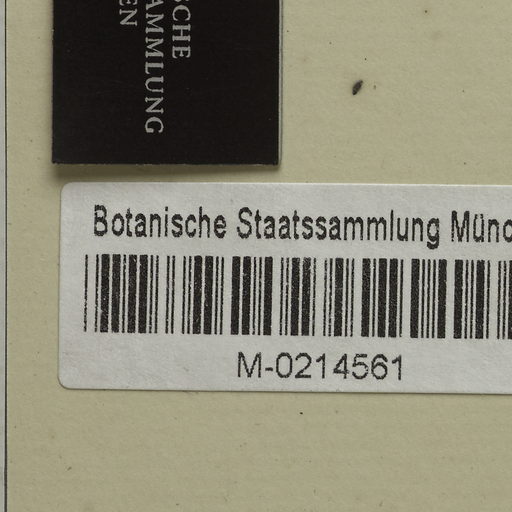 SCHE
AMMLUNG
EN
Botanische Staatssammlung Münc
M-0214561